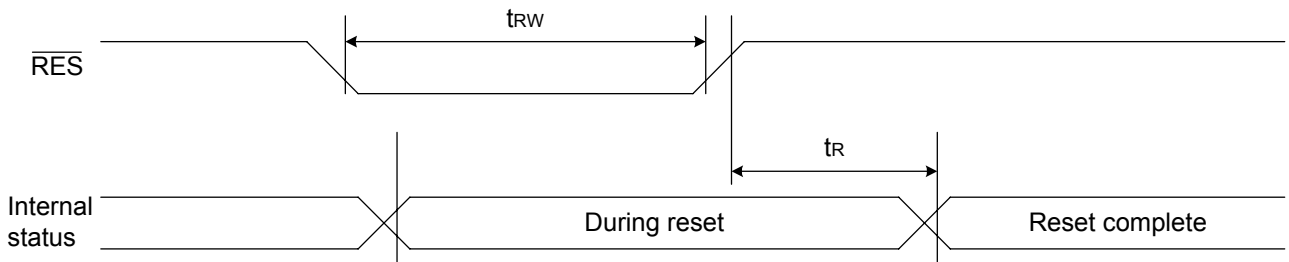 tRW
RES
tR
Internal
status
During reset
Reset complete